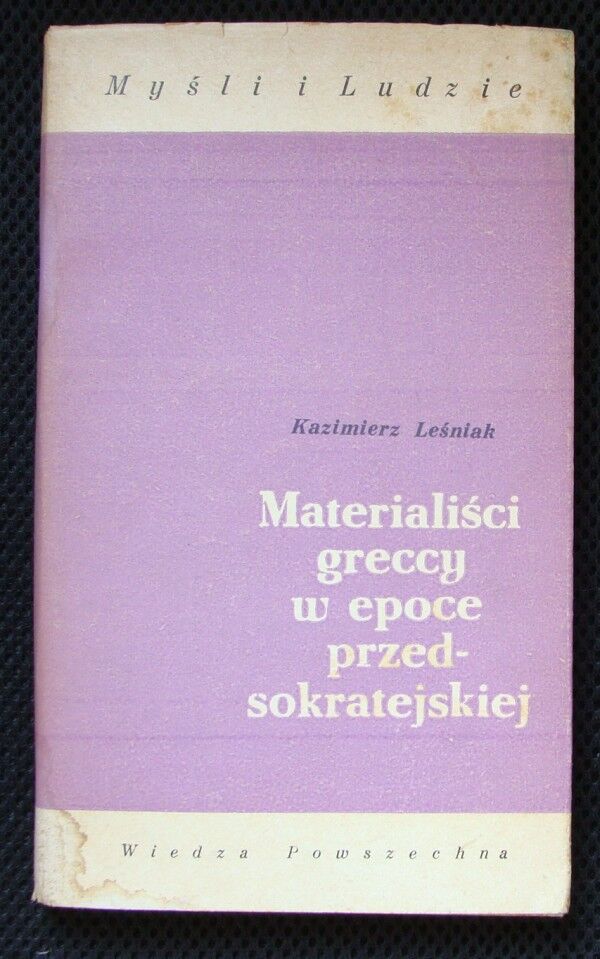 Myśli i Ludzie
Kazimierz Leśniak
Materialiści
greccy
w epoce
przed-
sokratejskiej
Wiedza Powszechna